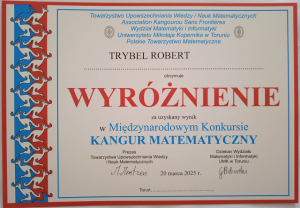 Towarzystwo Upowszechniania Wiedzy i Nauk Matematycznych
Association Kangourou Sans Frontières
Wydział Matematyki i Informatyki
Uniwersytetu Mikołaja Kopernika w Toruniu
Polskie Towarzystwo Matematyczne
TRYBEL ROBERT
otrzymuje
WYRÓŻNIENIE
za uzyskany wynik
w Międzynarodowym Konkursie
KANGUR MATEMATYCZNY
Prezes
Towarzystwa Upowszechniania Wiedzy
i Nauk Matematycznych
Dziekan Wydziału
Matematyki i Informatyki
UMK w Toruniu
20 marca 2025 r.
Toruń,